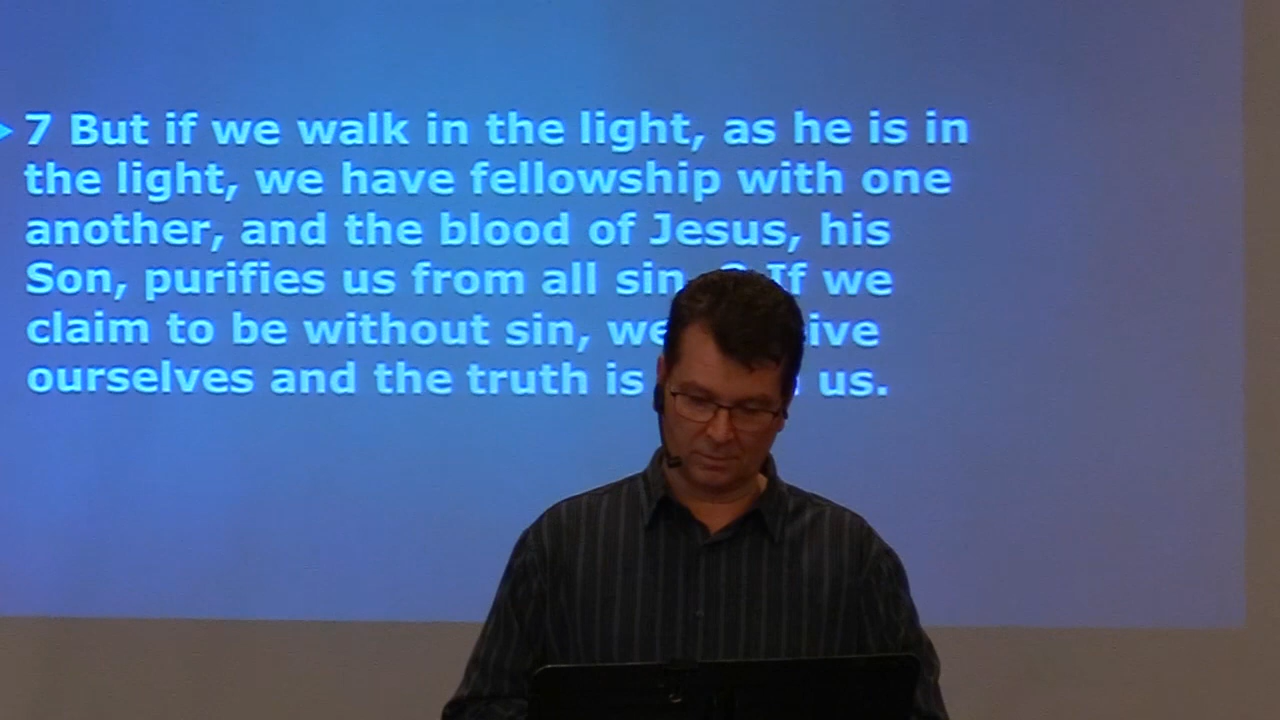 7 But if we walk in the light, as he is in
the light, we have fellowship with one
another, and the blood of Jesus, his
Son, purifies us from all sin. If we
claim to be without sin, we
ourselves and the truth is us.